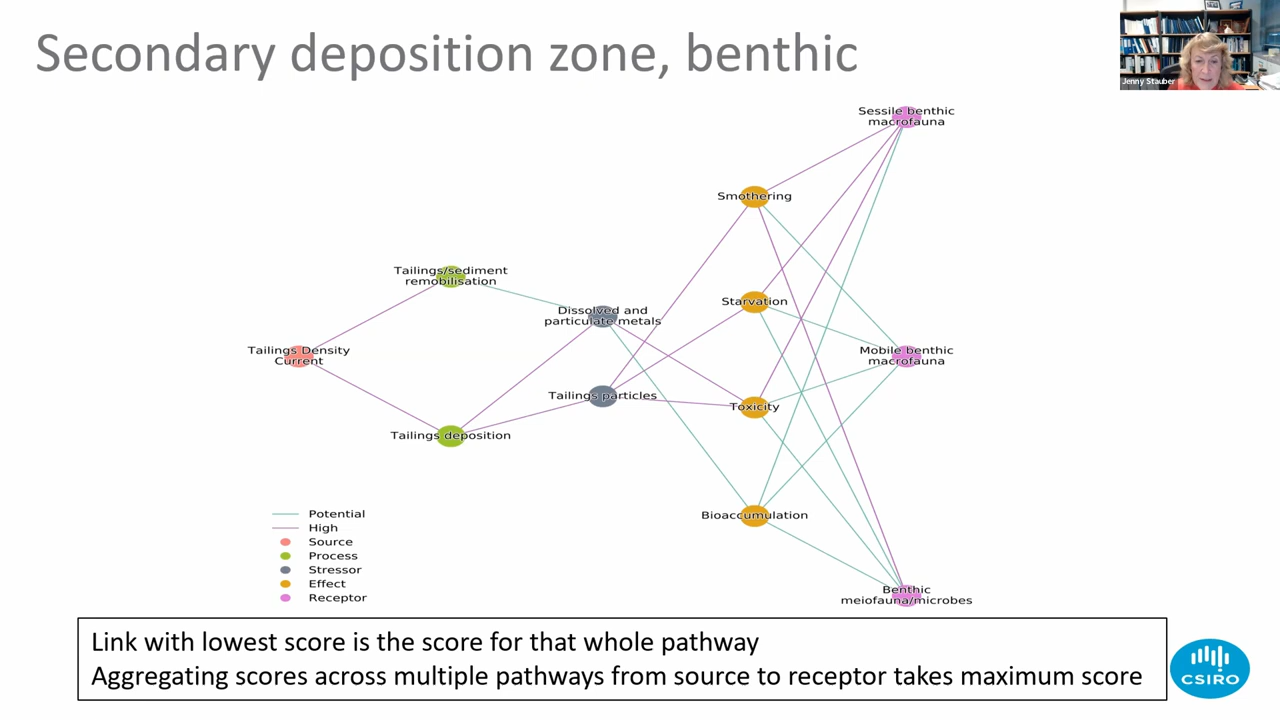 Secondary deposition zone, benthic
Jenny Stauber
Sessile benthic
macrofauna
Smothering
Tailings/sediment
remobilisation
Starvation
Dissolved and
particulate metals
Tailings Density
Current
Mobile benthic
macrofauna
Tailings particles
Toxicity
Tailings deposition
Bioaccumulation
Benthic
meiofauna/microbes
Potential
High
Source
Process
Stressor
Effect
Receptor
Link with lowest score is the score for that whole pathway
Aggregating scores across multiple pathways from source to receptor takes maximum score
CSIRO